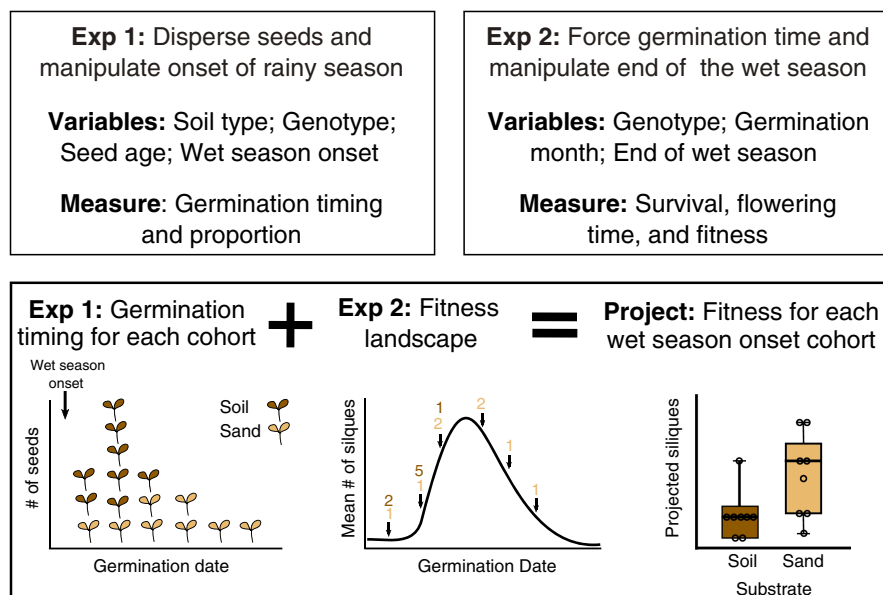 Exp 1: Disperse seeds and
manipulate onset of rainy season
Variables: Soil type; Genotype;
Seed age; Wet season onset
Measure: Germination timing
and proportion
Exp 2: Force germination time and
manipulate end of the wet season
Variables: Genotype; Germination
month; End of wet season
Measure: Survival, flowering
time, and fitness
Exp 1: Germination
timing for each cohort
+
Exp 2: Fitness
landscape
=
Project: Fitness for each
wet season onset cohort
Wet season
onset
Soil
Sand
# of seeds
Germination date
Mean # of silques
2
1
5
1
1
2
2
1
1
Germination Date
Projected siliques
Soil
Sand
Substrate